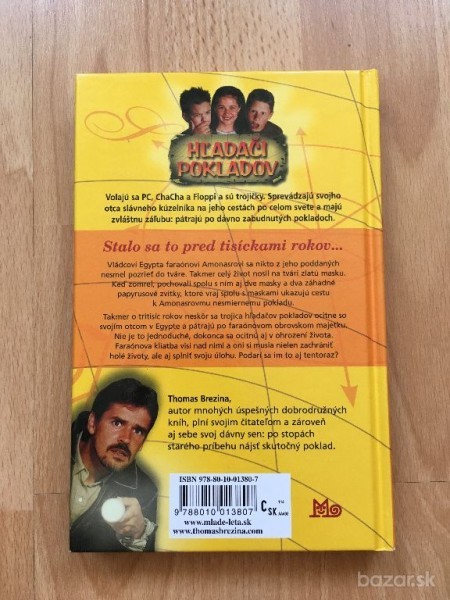 HĽADAČI
POKLADOV
Volajú sa PC, ChaCha a Floppi a sú trojičky. Sprevádzajú svojho
otca slávneho kúzelníka na jeho cestách po celom svete a majú
zvláštnu záľubu: pátrajú po dávno zabudnutých pokladoch.
Stalo sa to pred tisíckami rokov...
Vládcovi Egypta faraónovi Amonasrovi sa nikto z jeho poddaných
nesmel pozrieť do tváre. Takmer celý život nosil na tvári zlatú masku.
Keď zomrel, pochovali spolu s ním aj dve masky a dva záhadné
papyrusové zvitky, ktoré vraj spolu s maskami ukazujú cestu
k Amonasrovmu nesmiernemu pokladu.
Takmer o tritisíc rokov neskôr sa trojica hľadačov pokladov ocitne so
svojím otcom v Egypte a pátrajú po faraónovom obrovskom majetku.
Nie je to jednoduché, dokonca sa ocitnú aj v ohrození života.
Faraónova kliatba visí nad nimi a oni si musia nielen zachrániť
holé životy, ale aj splniť svoju úlohu. Podarí sa im to aj tentoraz?
Thomas Brezina,
autor mnohých úspešných dobrodružných
kníh, plní svojim čitateľom a zároveň
aj sebe svoj dávny sen: po stopách
starého príbehu nájsť skutočný poklad.
ISBN 978-80-10-01380-7
9 788010 013807
CSK
www.mlade-leta.sk
www.thomasbrezina.com
bazar.sk